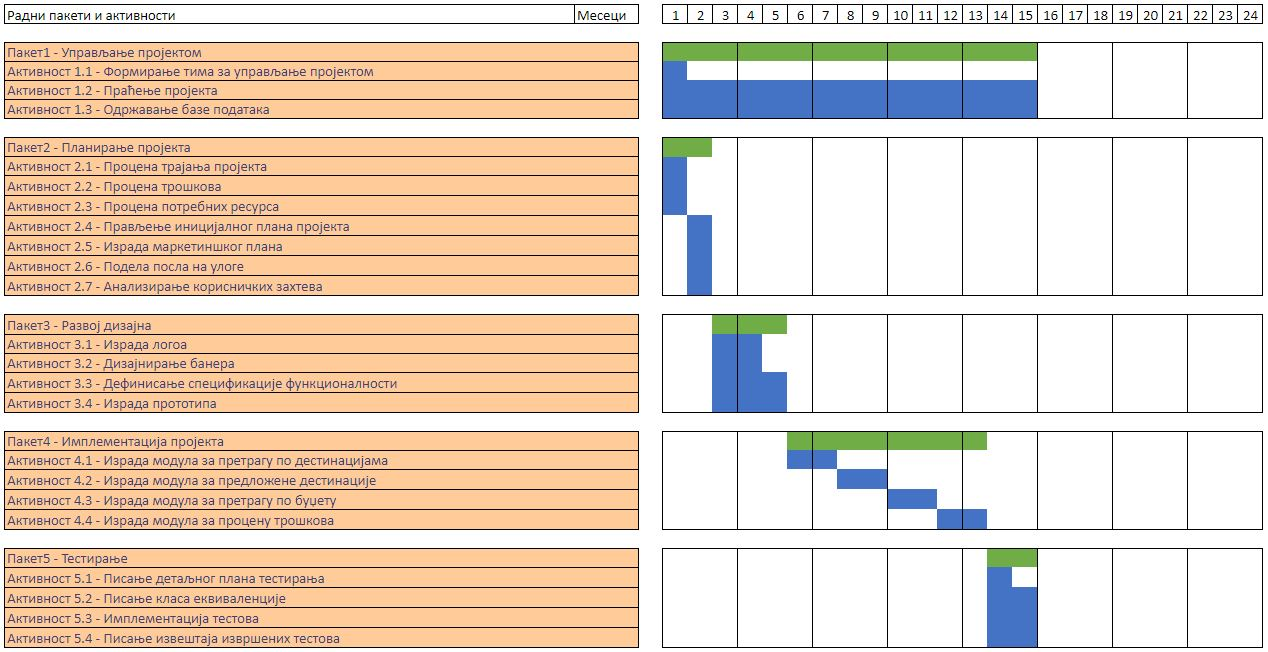 Радни пакети и активности Месеци 1 2 3 4 5 6 7 8 9 10 11 12 13 14 15 16 17 18 19 20 21 22 23 24
Пакет1 - Управљање пројектом
Активност 1.1 - Формирање тима за управљање пројектом
Активност 1.2 - Праћење пројекта
Активност 1.3 - Одржавање базе података
Пакет2 - Планирање пројекта
Активност 2.1 - Процена трајања пројекта
Активност 2.2 - Процена трошкова
Активност 2.3 - Процена потребних ресурса
Активност 2.4 - Прављење иницијалног плана пројекта
Активност 2.5 - Израда маркетиншког плана
Активност 2.6 - Подела посла на улоге
Активност 2.7 - Анализирање корисничких захтева
Пакет3 - Развој дизајна
Активност 3.1 - Израда логоа
Активност 3.2 - Дизајнирање банера
Активност 3.3 - Дефинисање спецификације функционалности
Активност 3.4 - Израда прототипа
Пакет4 - Имплементација пројекта
Активност 4.1 - Израда модула за претрагу по дестинацијама
Активност 4.2 - Израда модула за предложене дестинације
Активност 4.3 - Израда модула за претрагу по буџету
Активност 4.4 - Израда модула за процену трошкова
Пакет5 - Тестирање
Активност 5.1 - Писање детаљног плана тестирања
Активност 5.2 - Писање класа еквиваленције
Активност 5.3 - Имплементација тестова
Активност 5.4 - Писање извештаја извршених тестова